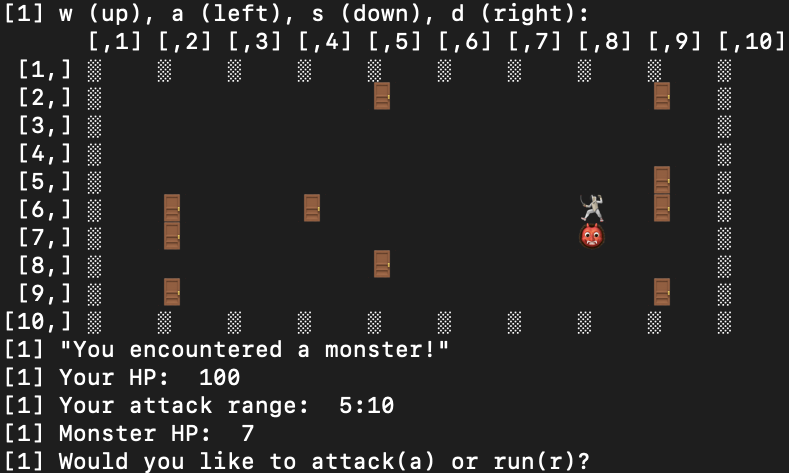 [1] w (up), a (left), s (down), d (right):
[,1] [,2] [,3] [,4] [,5] [,6] [,7] [,8] [,9] [,10]
[1,] ▒ ▒ ▒ ▒ ▒ ▒ ▒ ▒ ▒ ▒
[2,] ▒ 🚪 🚪 ▒
[3,] ▒ ▒
[4,] ▒ ▒
[5,] ▒ 🚪 ▒
[6,] ▒ 🚪 🚪 🤺 🚪 ▒
[7,] ▒ 🚪 👹 ▒
[8,] ▒ 🚪 ▒
[9,] ▒ 🚪 🚪 ▒
[10,] ▒ ▒ ▒ ▒ ▒ ▒ ▒ ▒ ▒ ▒
[1] "You encountered a monster!"
[1] Your HP:  100
[1] Your attack range:  5:10
[1] Monster HP:  7
[1] Would you like to attack(a) or run(r)?